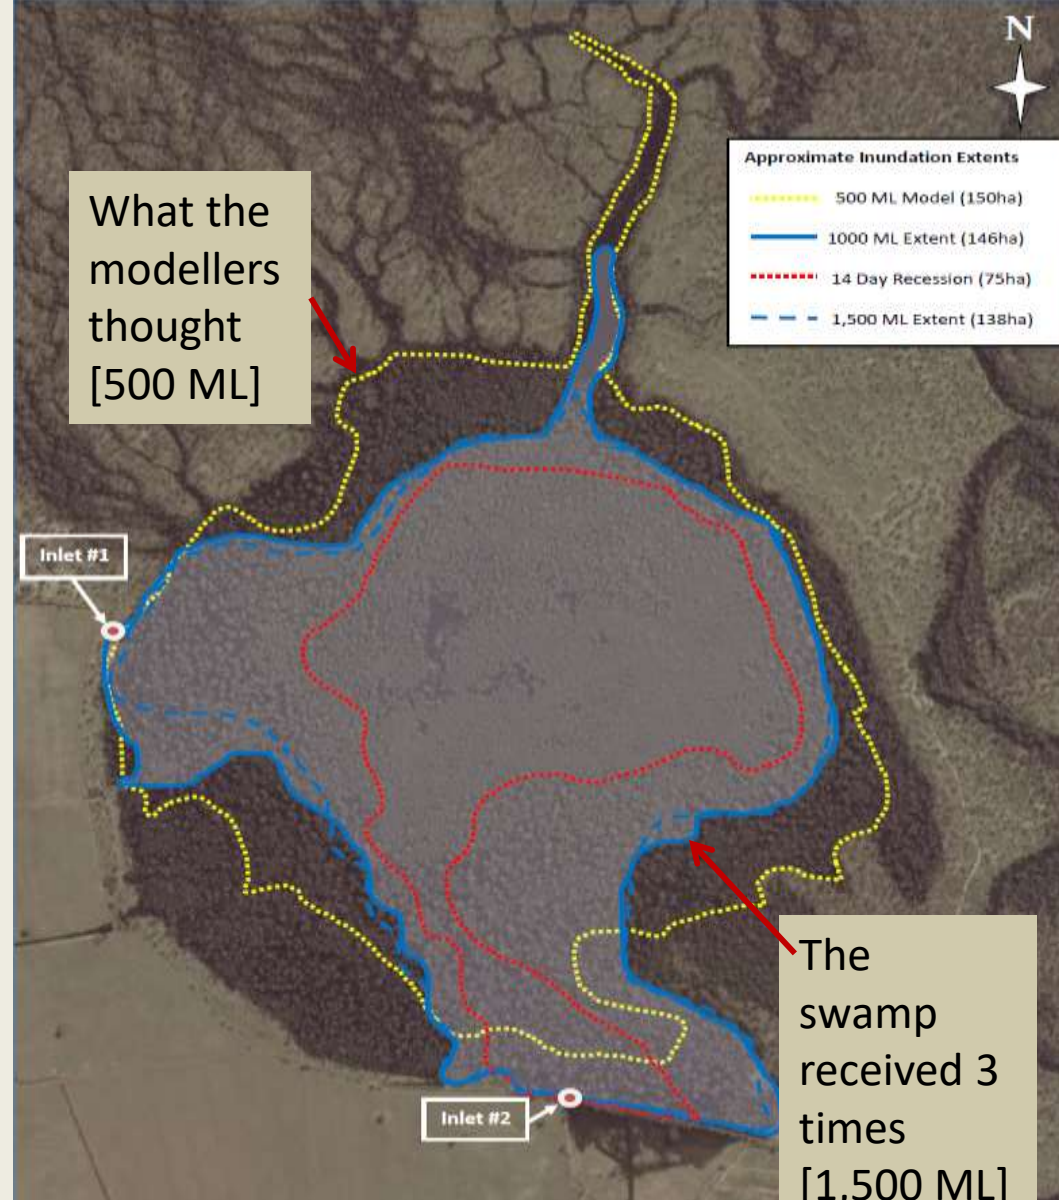 N
Approximate Inundation Extents
500 ML Model (150ha)
1000 ML Extent (146ha)
14 Day Recession (75ha)
1,500 ML Extent (138ha)
What the
modellers
thought
[500 ML]
Inlet #1
The
swamp
received 3
times
[1,500 ML]
Inlet #2